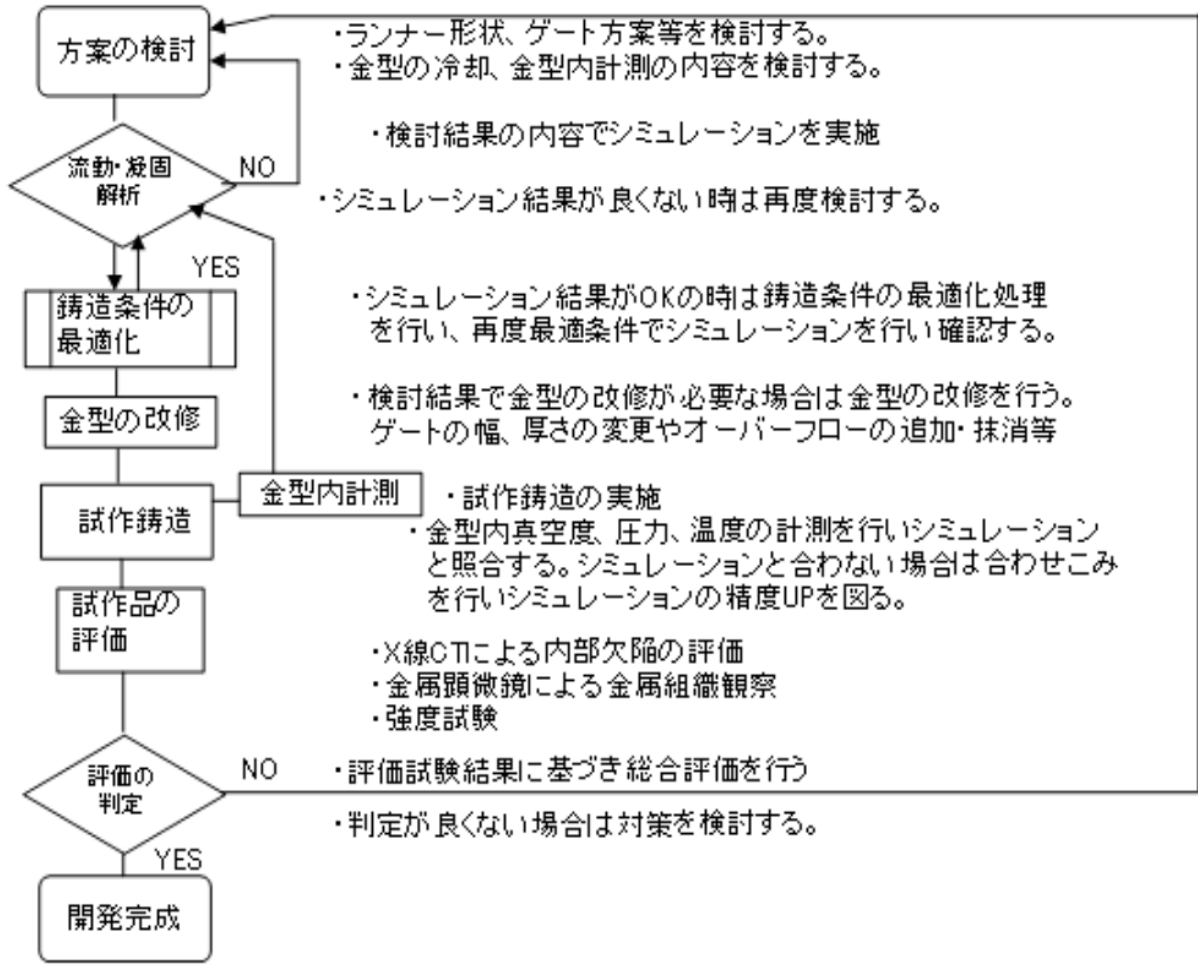 方案の検討
・ランナー形状、ゲート方案等を検討する。
・金型の冷却、金型内計測の内容を検討する。
・検討結果の内容でシミュレーションを実施
流動・凝固
解析
NO
・シミュレーション結果が良くない時は再度検討する。
YES
鋳造条件の
最適化
・シミュレーション結果がOKの時は鋳造条件の最適化処理
を行い、再度最適条件でシミュレーションを行い確認する。
金型の改修
・検討結果で金型の改修が必要な場合は金型の改修を行う。
ゲートの幅、厚さの変更やオーバーフローの追加・抹消等
試作鋳造
金型内計測
・試作鋳造の実施
・金型内真空度、圧力、温度の計測を行いシミュレーション
と照合する。シミュレーションと合わない場合は合わせこみ
を行いシミュレーションの精度UPを図る。
試作品の
評価
・X線CTIによる内部欠陥の評価
・金属顕微鏡による金属組織観察
・強度試験
評価の
判定
NO
・評価試験結果に基づき総合評価を行う
・判定が良くない場合は対策を検討する。
YES
開発完成